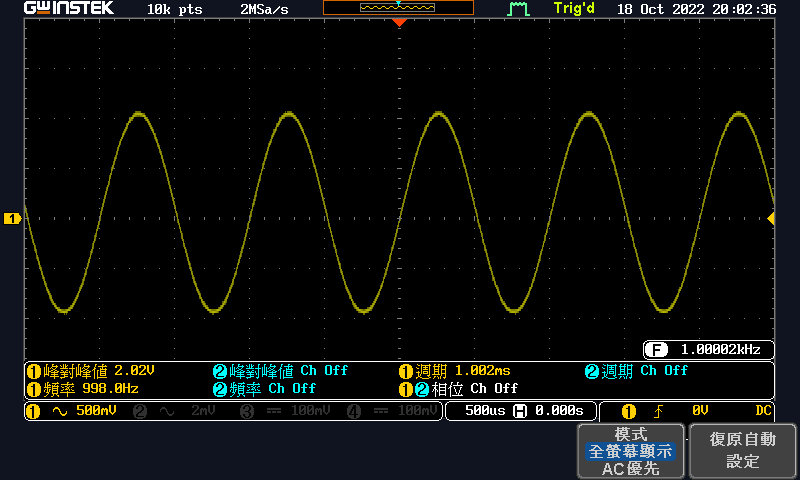 GWINSTEK 10k pts 2MSa/s Trig'd 18 Oct 2022 20:02:36
1
F 1.00002kHz
1 峰對峰值 2.02V 2 峰對峰值 Ch Off 1 週期 1.002ms 2 週期 Ch Off
1 頻率 998.0Hz 2 頻率 Ch Off 1 2 相位 Ch Off
1 500mV 2 2mV 3 100mV 4 100mV 500us H 0.000s 1 0V DC
模式
全螢幕顯示
AC優先
復原自動
設定